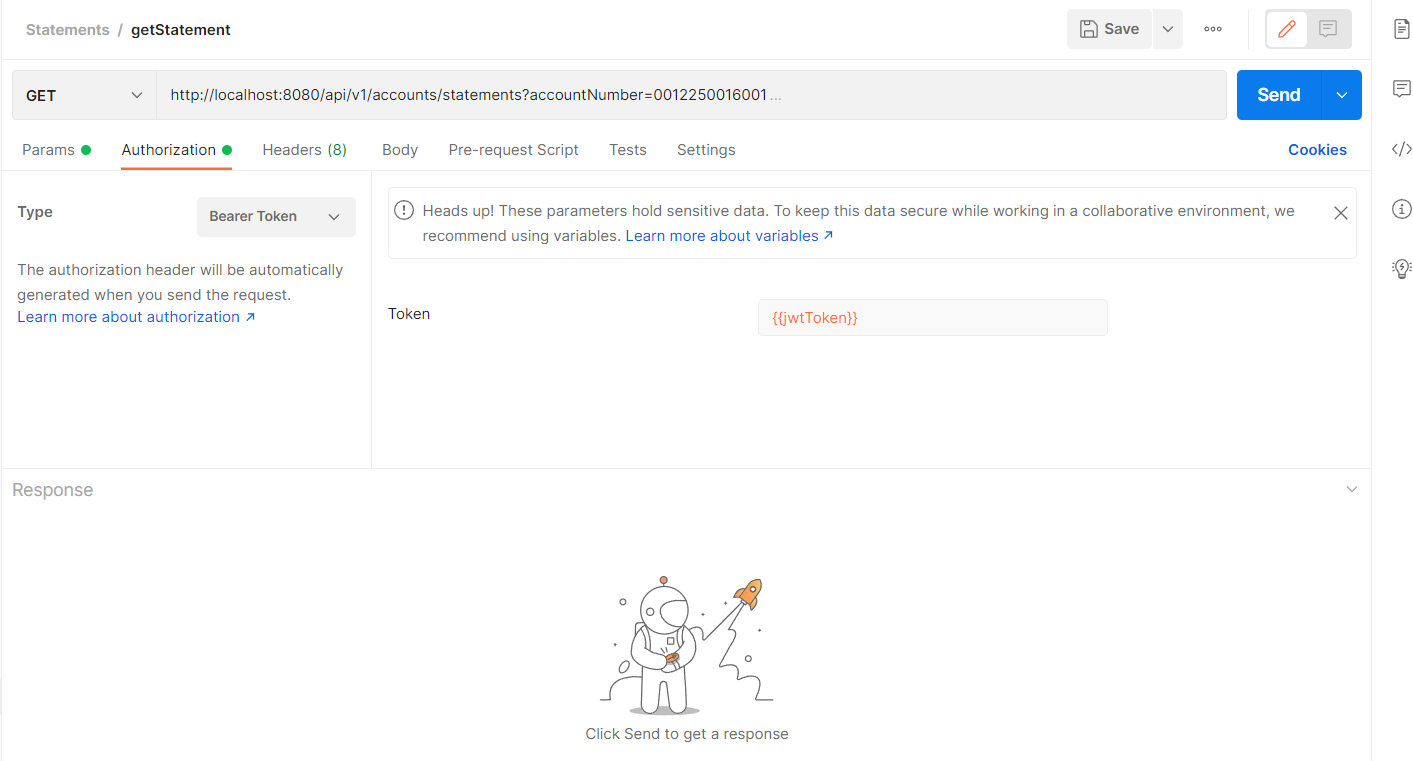 Statements / getStatement
Save
GET
http://localhost:8080/api/v1/accounts/statements?accountNumber=0012250016001 ...
Send
Params
Authorization
Headers (8)
Body
Pre-request Script
Tests
Settings
Cookies
Type
Bearer Token
The authorization header will be automatically
generated when you send the request.
Learn more about authorization ↗
Heads up! These parameters hold sensitive data. To keep this data secure while working in a collaborative environment, we
recommend using variables. Learn more about variables ↗
Token
{{jwtToken}}
Response
Click Send to get a response